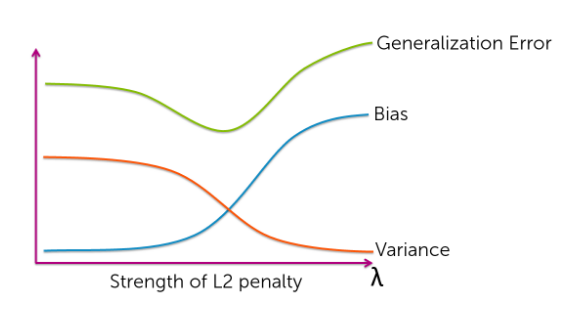 Generalization Error
Bias
Variance
Strength of L2 penalty
λ